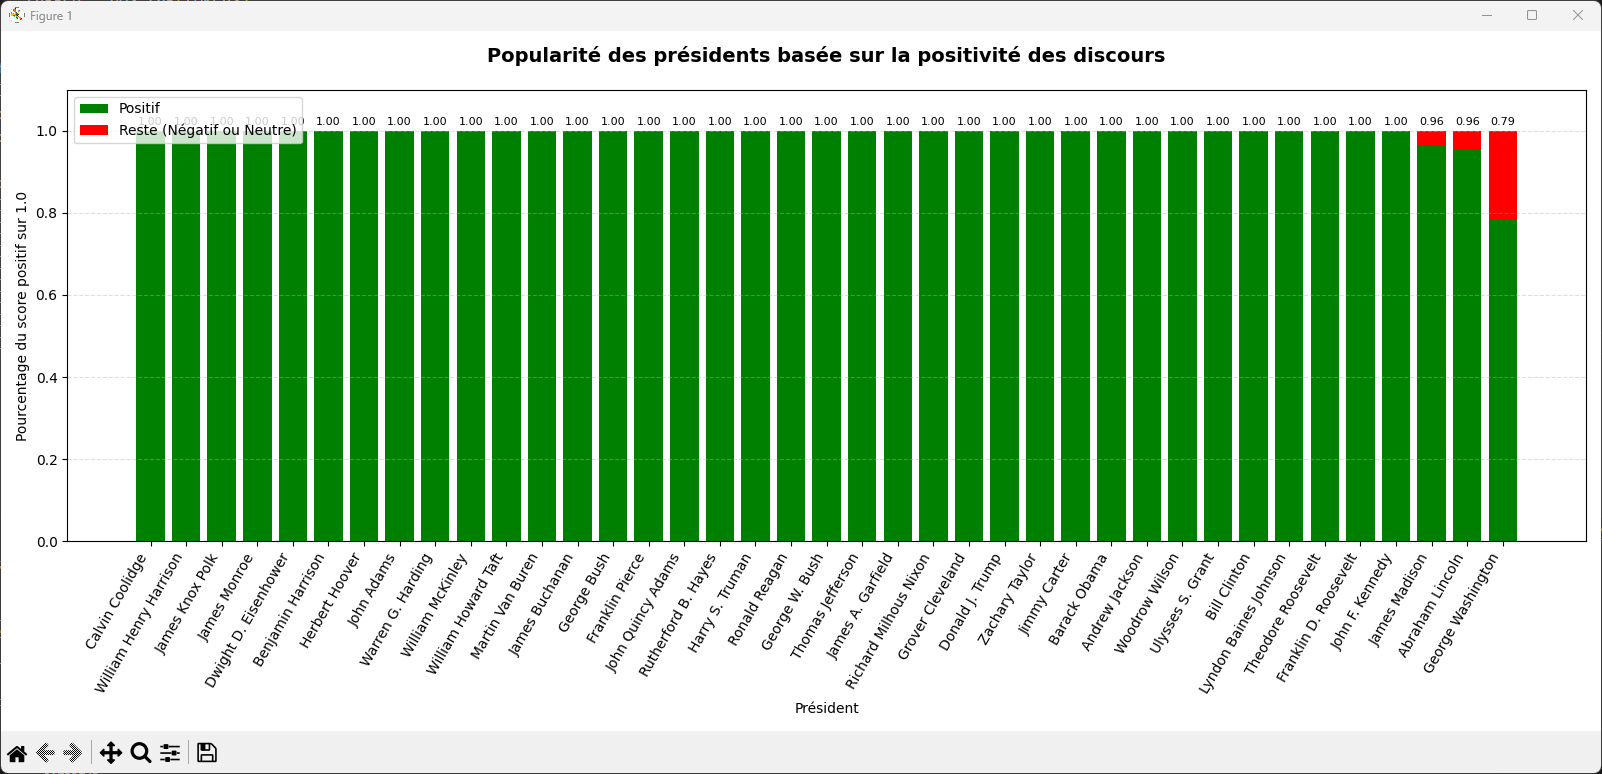 Figure 1
Popularité des présidents basée sur la positivité des discours
Positif
Reste (Négatif ou Neutre)
1.00 1.00 1.00 1.00 1.00 1.00 1.00 1.00 1.00 1.00 1.00 1.00 1.00 1.00 1.00 1.00 1.00 1.00 1.00 1.00 1.00 1.00 1.00 1.00 1.00 1.00 1.00 1.00 1.00 1.00 1.00 1.00 1.00 1.00 1.00 1.00 0.96 0.96 0.79
1.0
0.8
0.6
0.4
0.2
0.0
Pourcentage du score positif sur 1.0
Calvin Coolidge
William Henry Harrison
James Knox Polk
James Monroe
Dwight D. Eisenhower
Benjamin Harrison
Herbert Hoover
John Adams
Warren G. Harding
William McKinley
William Howard Taft
Martin Van Buren
James Buchanan
George Bush
Franklin Pierce
John Quincy Adams
Rutherford B. Hayes
Harry S. Truman
Ronald Reagan
George W. Bush
Thomas Jefferson
James A. Garfield
Richard Milhous Nixon
Grover Cleveland
Donald J. Trump
Zachary Taylor
Jimmy Carter
Barack Obama
Andrew Jackson
Woodrow Wilson
Ulysses S. Grant
Bill Clinton
Lyndon Baines Johnson
Theodore Roosevelt
Franklin D. Roosevelt
John F. Kennedy
James Madison
Abraham Lincoln
George Washington
Président